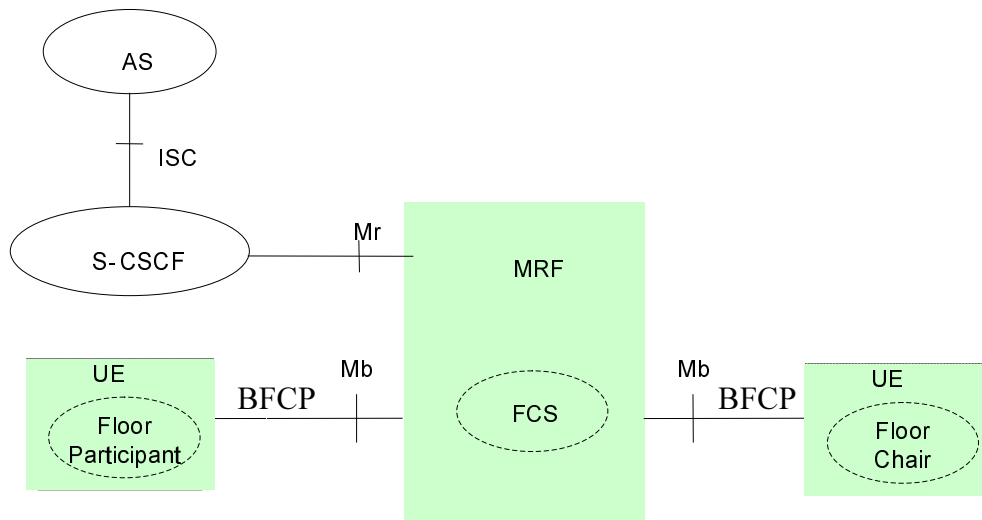 AS
ISC
Mr
S-CSCF
MRF
UE
BFCP
Mb
Floor
Participant
FCS
Mb
BFCP
UE
Floor
Chair